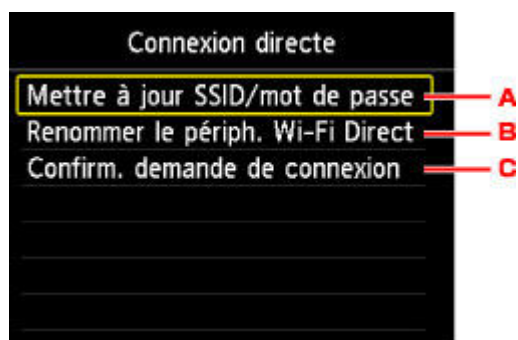 Connexion directe
Mettre à jour SSID/mot de passe A
Renommer le périph. Wi-Fi Direct B
Confirm. demande de connexion C